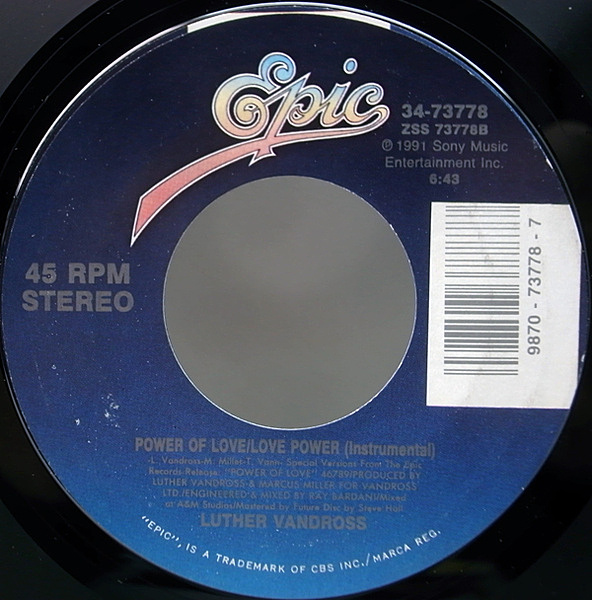 Epic
34-73778
ZSS 73778B
℗ 1991 Sony Music
Entertainment Inc.
6:43
45 RPM
STEREO
9870 - 73778 - 7
POWER OF LOVE/LOVE POWER (Instrumental)
-L. Vandross-M. Miller-T. Vann- Special Versions From The Epic
Records Release: "POWER OF LOVE" 46789/PRODUCED BY
LUTHER VANDROSS & MARCUS MILLER FOR VANDROSS
LTD./ENGINEERED & MIXED BY RAY BARDANI/Mixed
at A&M Studios/Mastered by Future Disc by Steve Hall
LUTHER VANDROSS
"EPIC", IS A TRADEMARK OF CBS INC./MARCA REG.